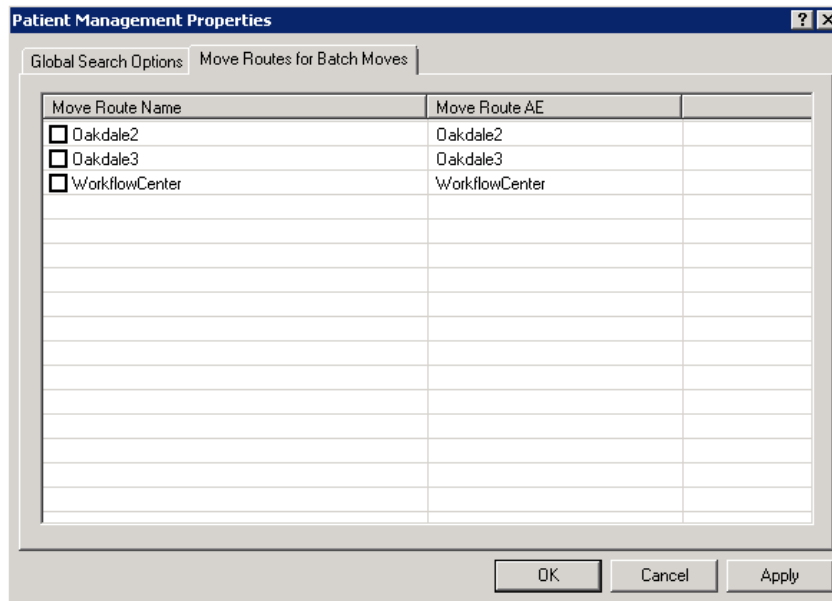 Patient Management Properties
Global Search Options Move Routes for Batch Moves
Move Route Name Move Route AE
Oakdale2 Oakdale2
Oakdale3 Oakdale3
WorkflowCenter WorkflowCenter
OK Cancel Apply